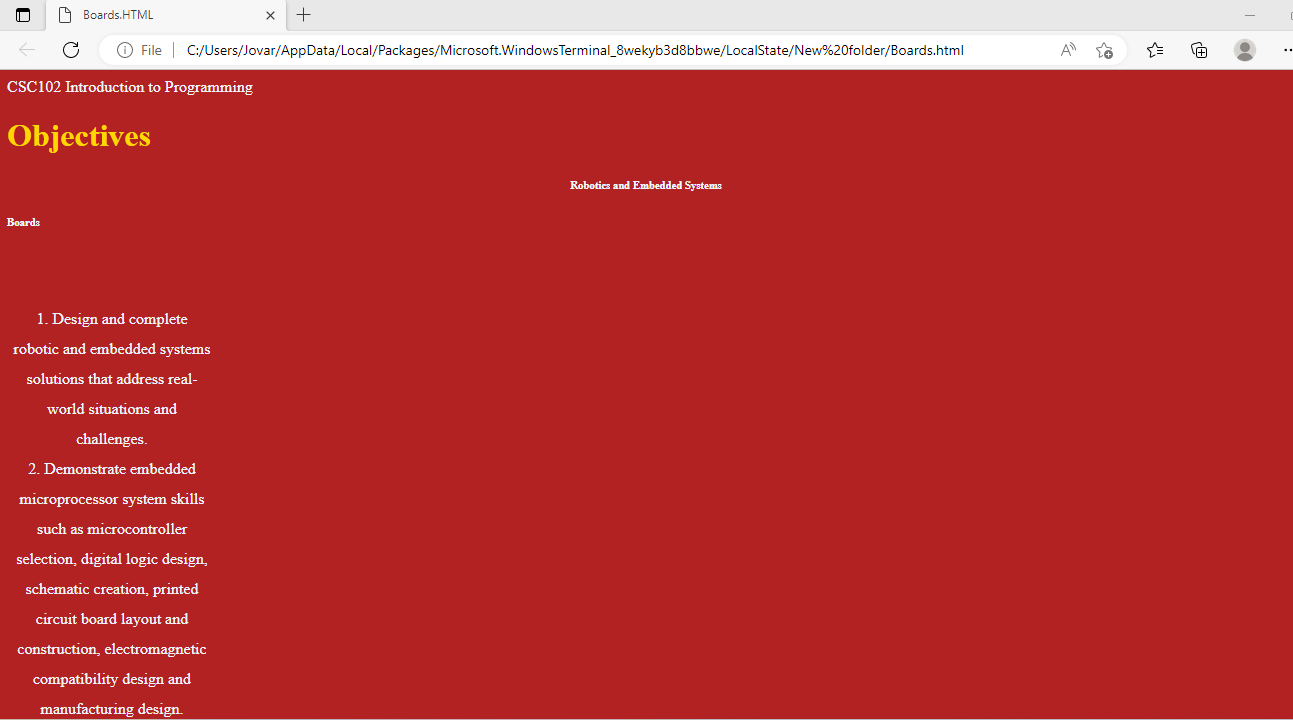 Boards.HTML
File
C:/Users/Jovar/AppData/Local/Packages/Microsoft.WindowsTerminal_8wekyb3d8bbwe/LocalState/New%20folder/Boards.html
CSC102 Introduction to Programming
Objectives
Robotics and Embedded Systems
Boards
1. Design and complete
robotic and embedded systems
solutions that address real-
world situations and
challenges.
2. Demonstrate embedded
microprocessor system skills
such as microcontroller
selection, digital logic design,
schematic creation, printed
circuit board layout and
construction, electromagnetic
compatibility design and
manufacturing design.